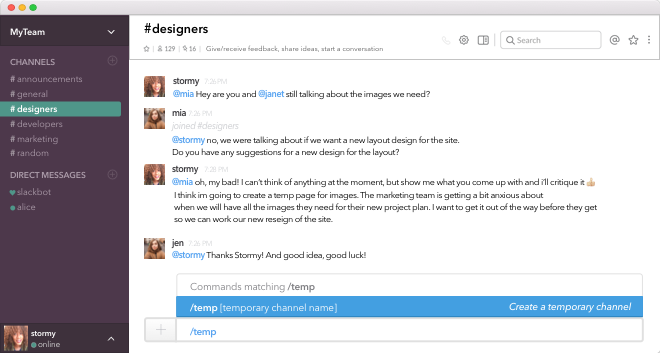 MyTeam
CHANNELS
# announcements
# general
# designers
# developers
# marketing
# random
DIRECT MESSAGES
slackbot
alice
stormy
online
#designers
129 | 16 | Give/receive feedback, share ideas, start a conversation
Search
stormy 7:26 PM
@mia Hey are you and @janet still talking about the images we need?
mia 7:26 PM
joined #designers
@stormy no, we were talking about if we want a new layout design for the site.
Do you have any suggestions for a new design for the layout?
stormy 7:28 PM
@mia oh, my bad! I can't think of anything at the moment, but show me what you come up with and i'll critique it 👍
I think im going to create a temp page for images. The marketing team is getting a bit anxious about
when we will have all the images they need for their new project plan. I want to get it out of the way before they get
so we can work our new reseign of the site.
jen 7:28 PM
@stormy Thanks Stormy! And good idea, good luck!
Commands matching /temp
/temp [temporary channel name] Create a temporary channel
/temp